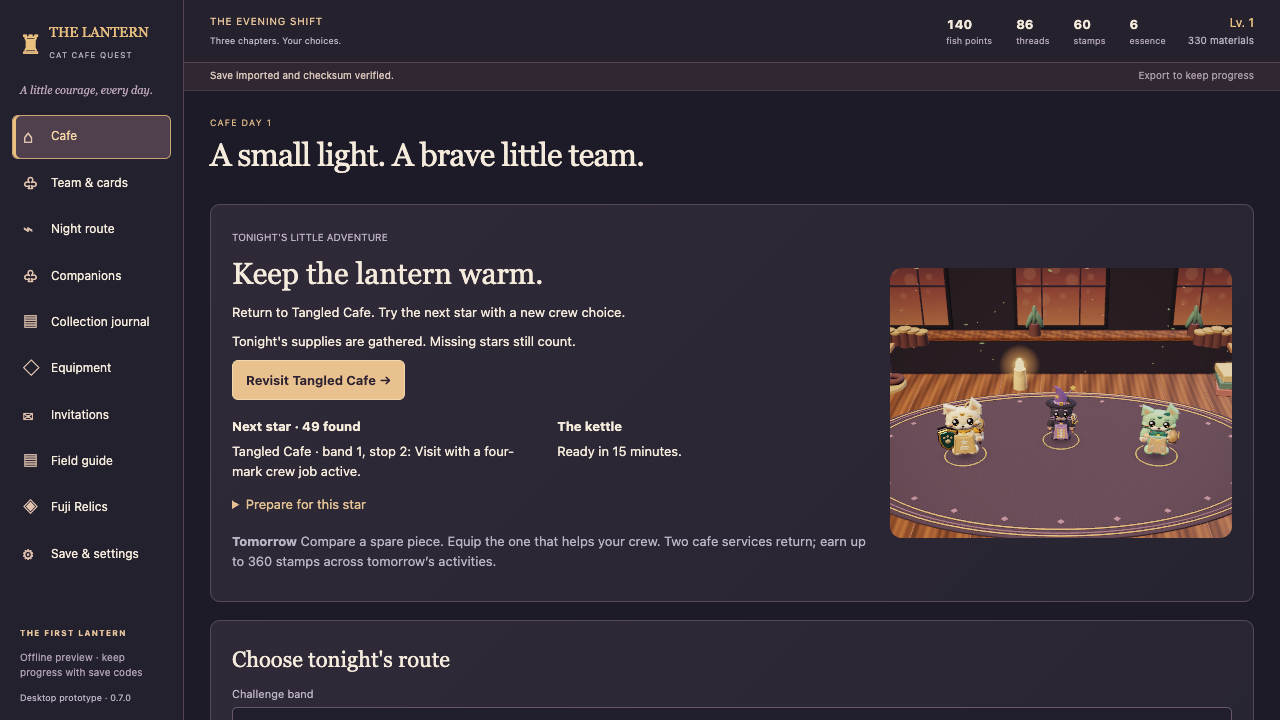 THE LANTERN
CAT CAFE QUEST
A little courage, every day.
Cafe
Team & cards
Night route
Companions
Collection journal
Equipment
Invitations
Field guide
Fuji Relics
Save & settings
THE FIRST LANTERN
Offline preview · keep
progress with save codes
Desktop prototype · 0.7.0
THE EVENING SHIFT
Three chapters. Your choices.
140
fish points
86
threads
60
stamps
6
essence
Lv. 1
330 materials
Save imported and checksum verified.
Export to keep progress
CAFE DAY 1
A small light. A brave little team.
TONIGHT'S LITTLE ADVENTURE
Keep the lantern warm.
Return to Tangled Cafe. Try the next star with a new crew choice.
Tonight's supplies are gathered. Missing stars still count.
Revisit Tangled Cafe →
Next star · 49 found
Tangled Cafe · band 1, stop 2: Visit with a four-
mark crew job active.
The kettle
Ready in 15 minutes.
Prepare for this star
Tomorrow Compare a spare piece. Equip the one that helps your crew. Two cafe services return; earn up
to 360 stamps across tomorrow's activities.
Choose tonight's route
Challenge band